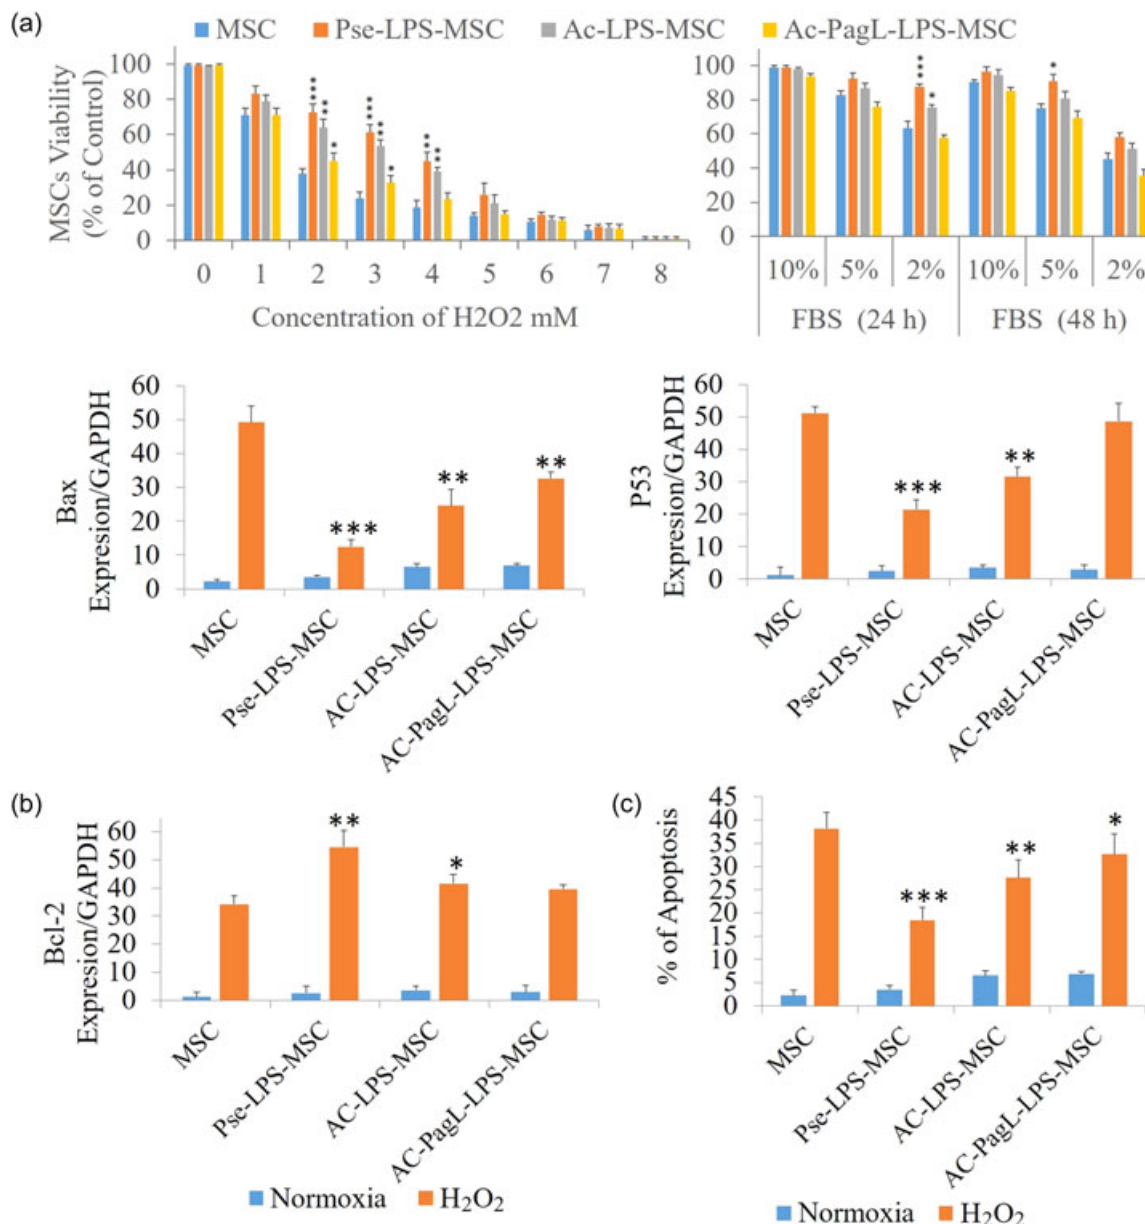 (a)
MSC Pse-LPS-MSC Ac-LPS-MSC Ac-PagL-LPS-MSC
MSCs Viability
(% of Control)
100
80
60
40
20
0
*** ** *
*** ** *
** **
0 1 2 3 4 5 6 7 8
Concentration of H2O2 mM
100
80
60
40
20
0
*** *
*
10% 5% 2% 10% 5% 2%
FBS (24 h) FBS (48 h)
Bax
Expresion/GAPDH
60
50
40
30
20
10
0
*** ** **
MSC
Pse-LPS-MSC
AC-LPS-MSC
AC-PagL-LPS-MSC
P53
Expresion/GAPDH
60
50
40
30
20
10
0
*** **
MSC
Pse-LPS-MSC
AC-LPS-MSC
AC-PagL-LPS-MSC
(b)
Bcl-2
Expresion/GAPDH
60
50
40
30
20
10
0
** *
MSC
Pse-LPS-MSC
AC-LPS-MSC
AC-PagL-LPS-MSC
Normoxia H₂O₂
(c)
% of Apoptosis
45
40
35
30
25
20
15
10
5
0
*** ** *
MSC
Pse-LPS-MSC
AC-LPS-MSC
AC-PagL-LPS-MSC
Normoxia H₂O₂